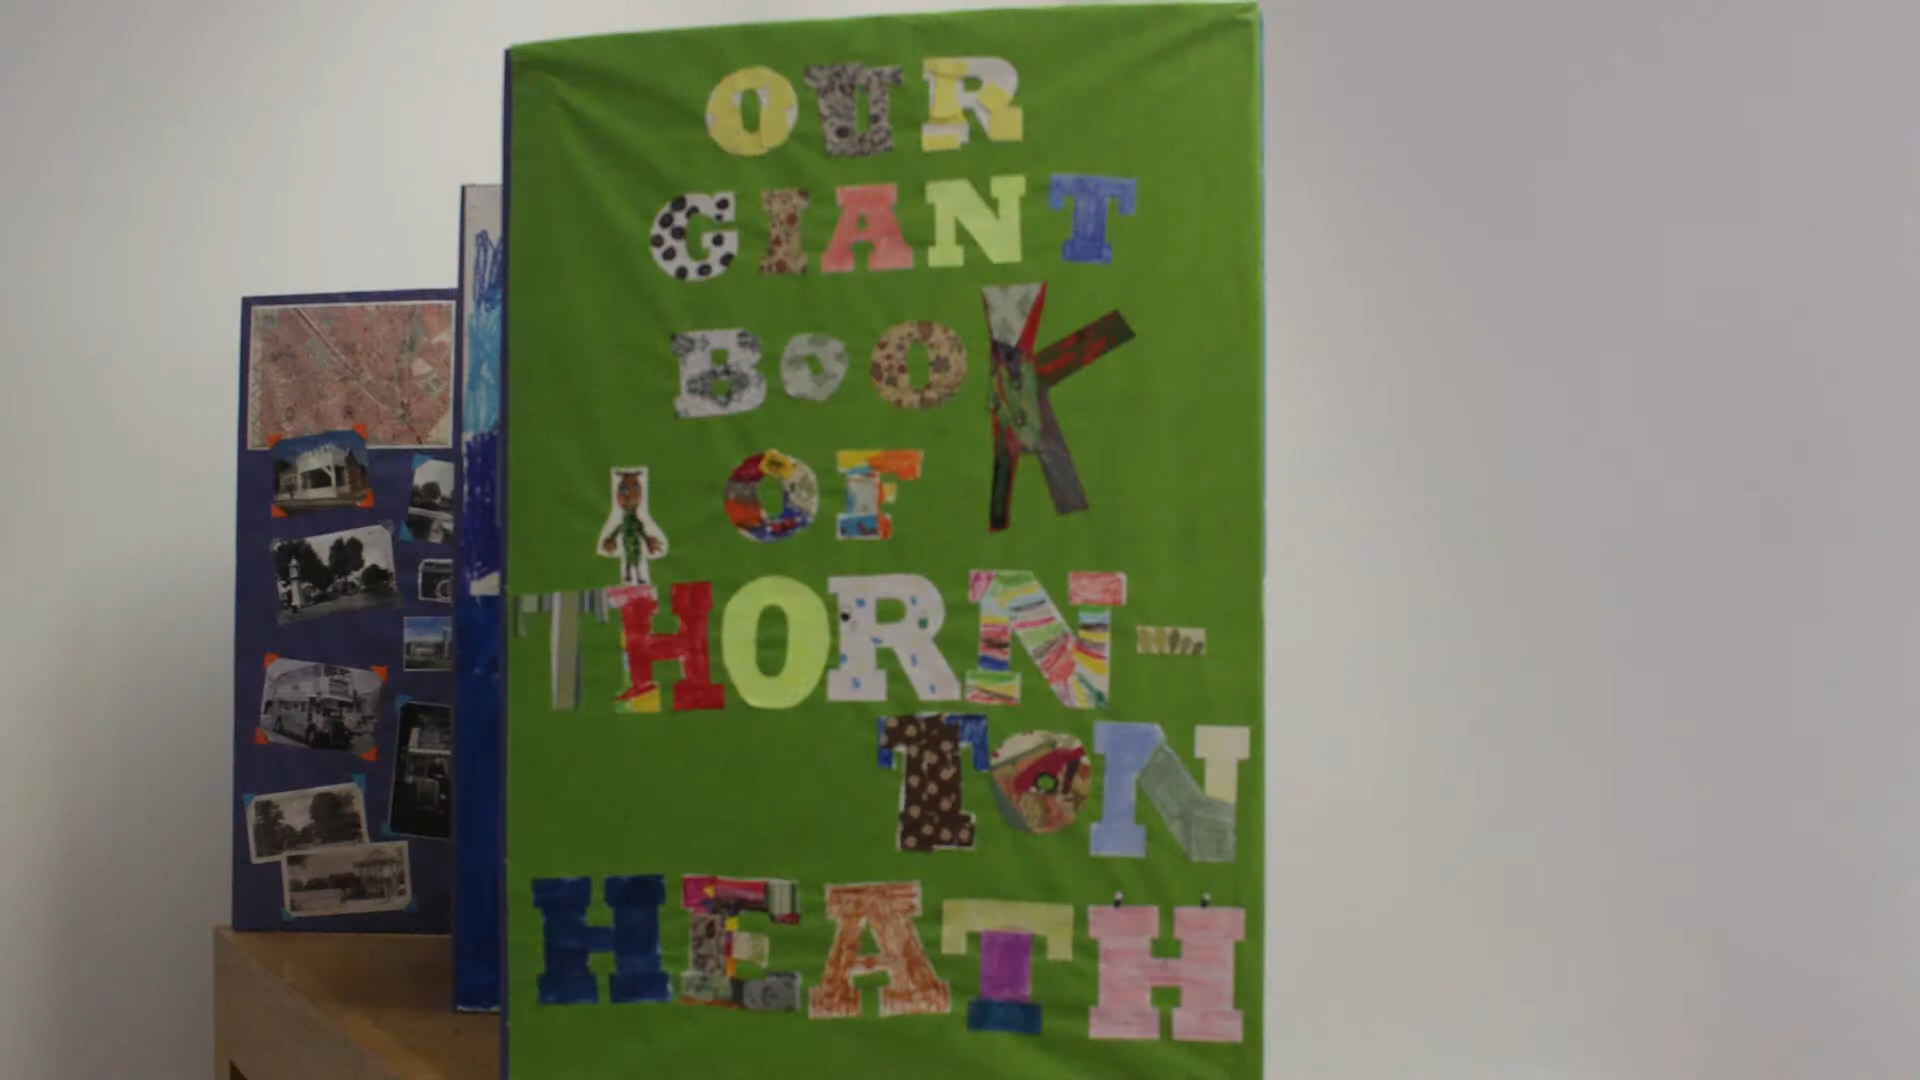 OUR
GIANT
BOOK
OF
THORN-
TON
HEATH